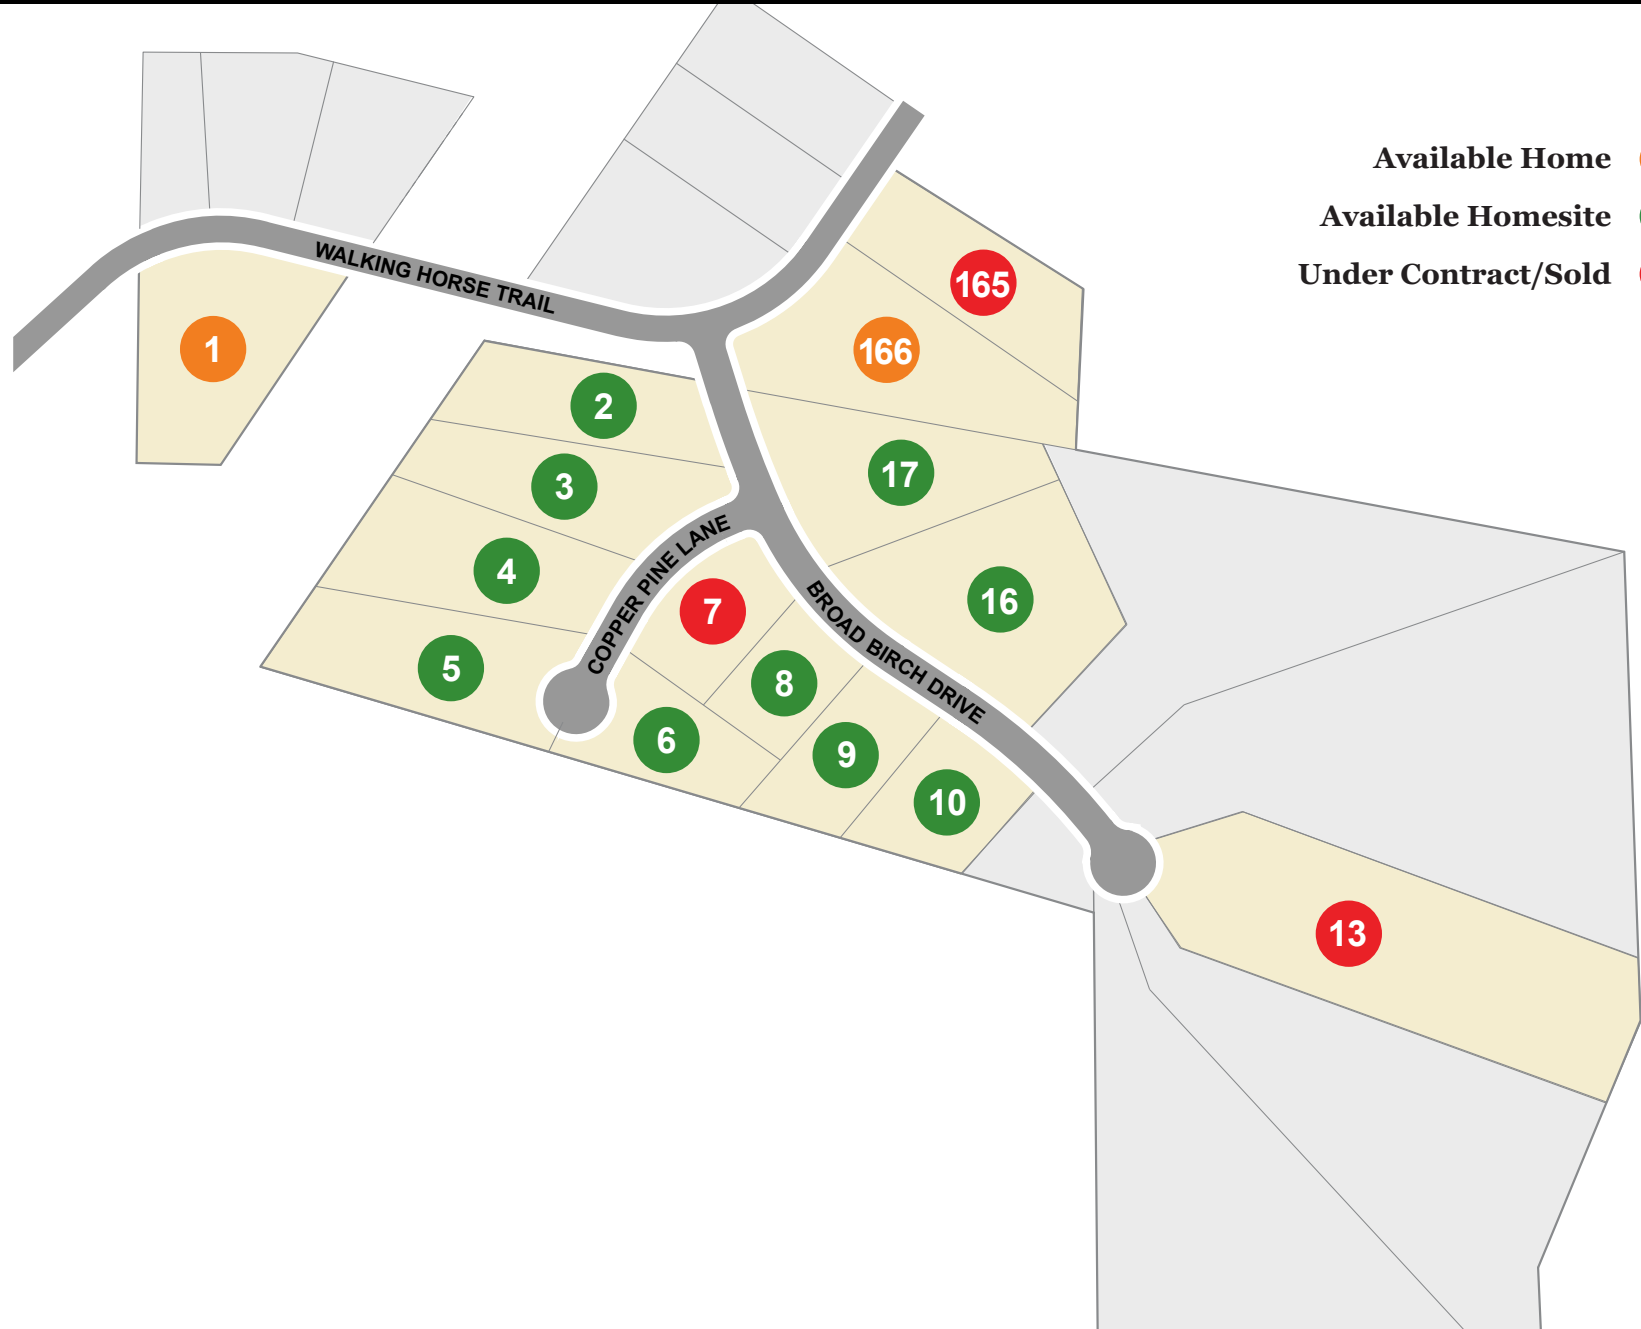 Available Home
Available Homesite
Under Contract/Sold
WALKING HORSE TRAIL
165
1
166
2
17
3
COPPER PINE LANE
4
16
7
BROAD BIRCH DRIVE
5
8
6
9
10
13